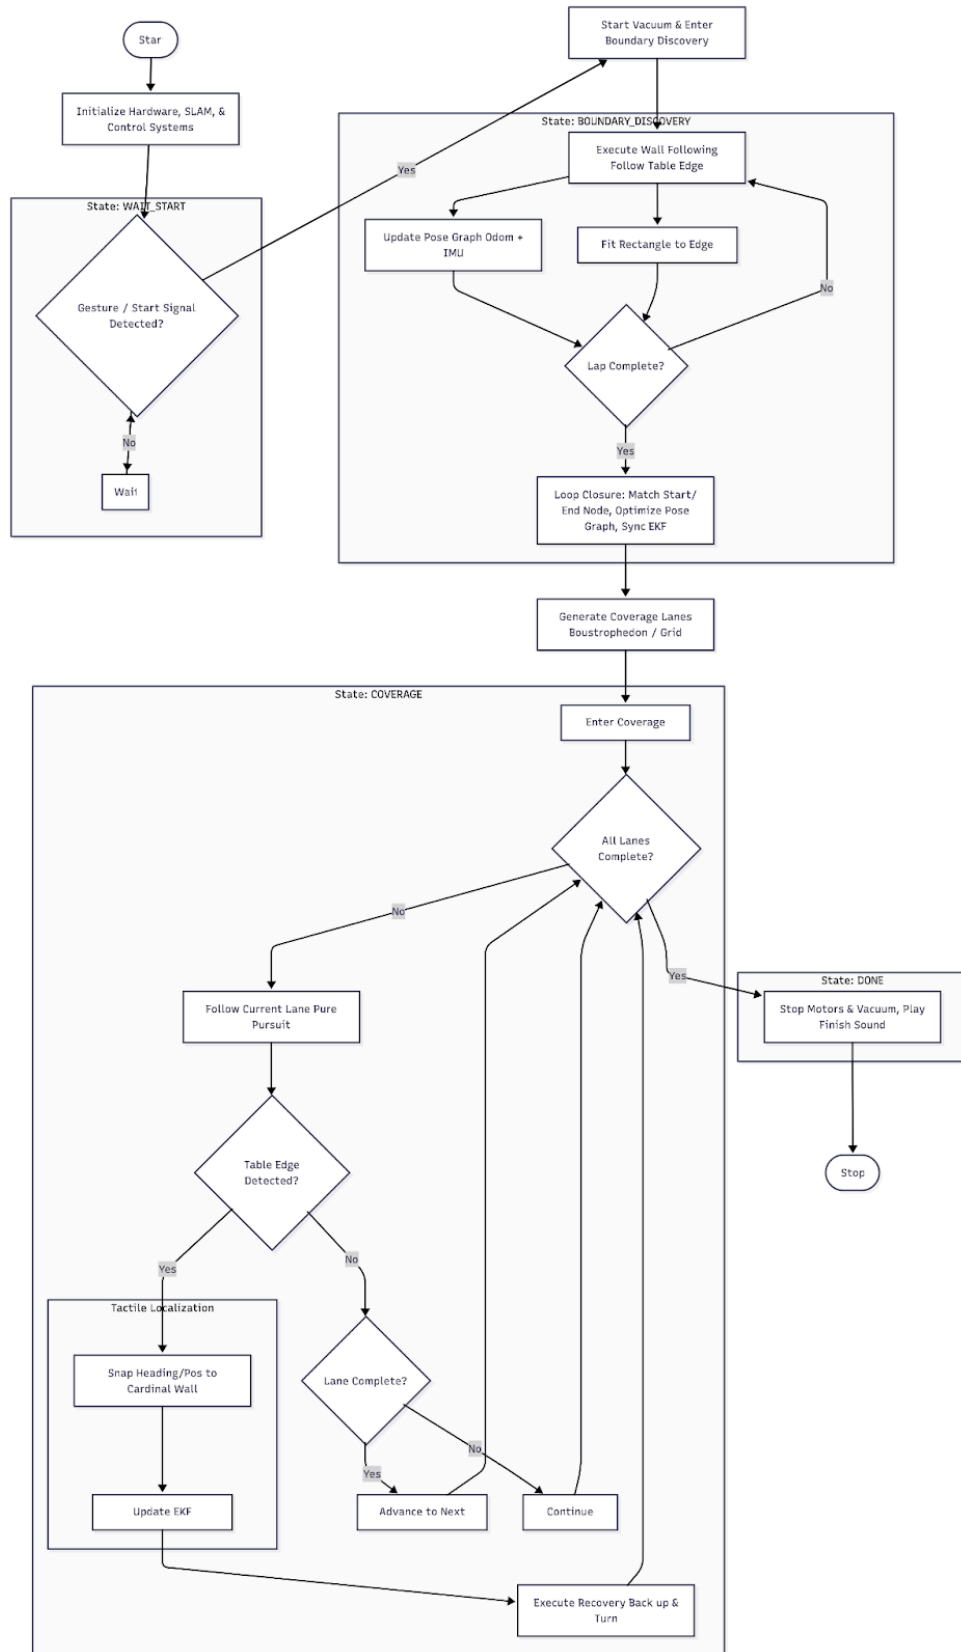 Star
Initialize Hardware, SLAM, &
Control Systems
State: WAIT_START
Gesture / Start Signal
Detected?
No
Wait
Yes
Start Vacuum & Enter
Boundary Discovery
State: BOUNDARY_DISCOVERY
Execute Wall Following
Follow Table Edge
Update Pose Graph Odom +
IMU
Fit Rectangle to Edge
No
Lap Complete?
Yes
Loop Closure: Match Start/
End Node, Optimize Pose
Graph, Sync EKF
Generate Coverage Lanes
Boustrophedon / Grid
State: COVERAGE
Enter Coverage
All Lanes
Complete?
No
Yes
State: DONE
Stop Motors & Vacuum, Play
Finish Sound
Stop
Follow Current Lane Pure
Pursuit
Table Edge
Detected?
Yes
No
Tactile Localization
Snap Heading/Pos to
Cardinal Wall
Update EKF
Lane Complete?
Yes
No
Advance to Next
Continue
Execute Recovery Back up &
Turn